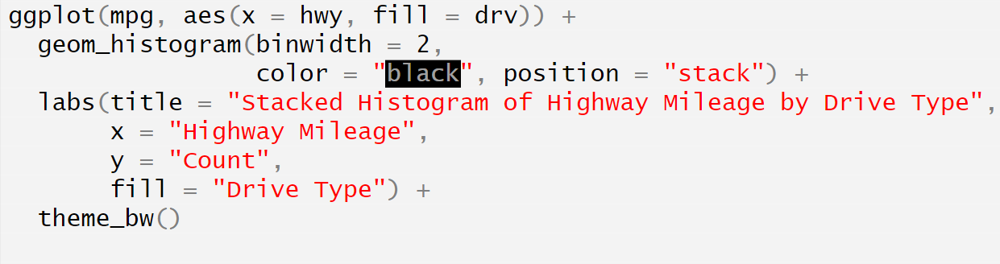 ggplot(mpg, aes(x = hwy, fill = drv)) +
  geom_histogram(binwidth = 2,
                 color = "black", position = "stack") +
  labs(title = "Stacked Histogram of Highway Mileage by Drive Type",
       x = "Highway Mileage",
       y = "Count",
       fill = "Drive Type") +
  theme_bw()